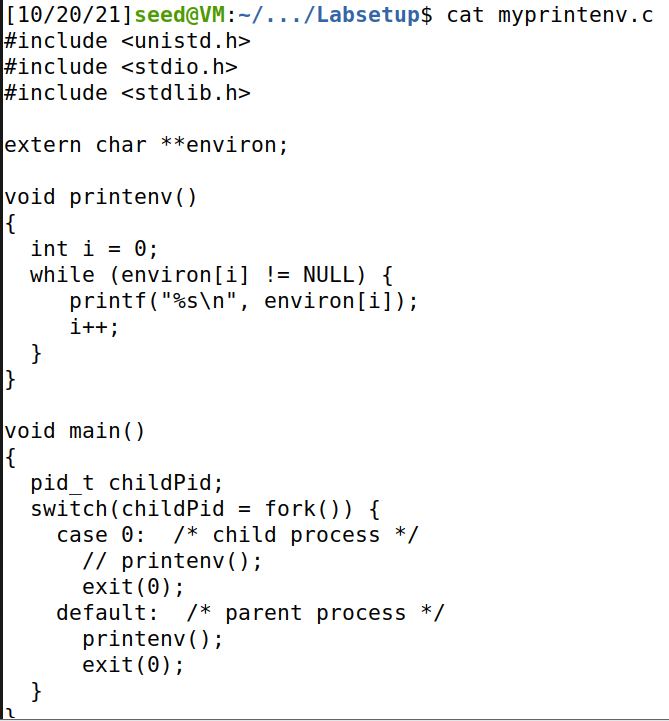 [10/20/21]seed@VM:~/.../Labsetup$ cat myprintenv.c
#include <unistd.h>
#include <stdio.h>
#include <stdlib.h>

extern char **environ;

void printenv()
{
  int i = 0;
  while (environ[i] != NULL) {
     printf("%s\n", environ[i]);
     i++;
  }
}

void main()
{
  pid_t childPid;
  switch(childPid = fork()) {
    case 0:  /* child process */
      // printenv();
      exit(0);
    default:  /* parent process */
      printenv();
      exit(0);
  }
}